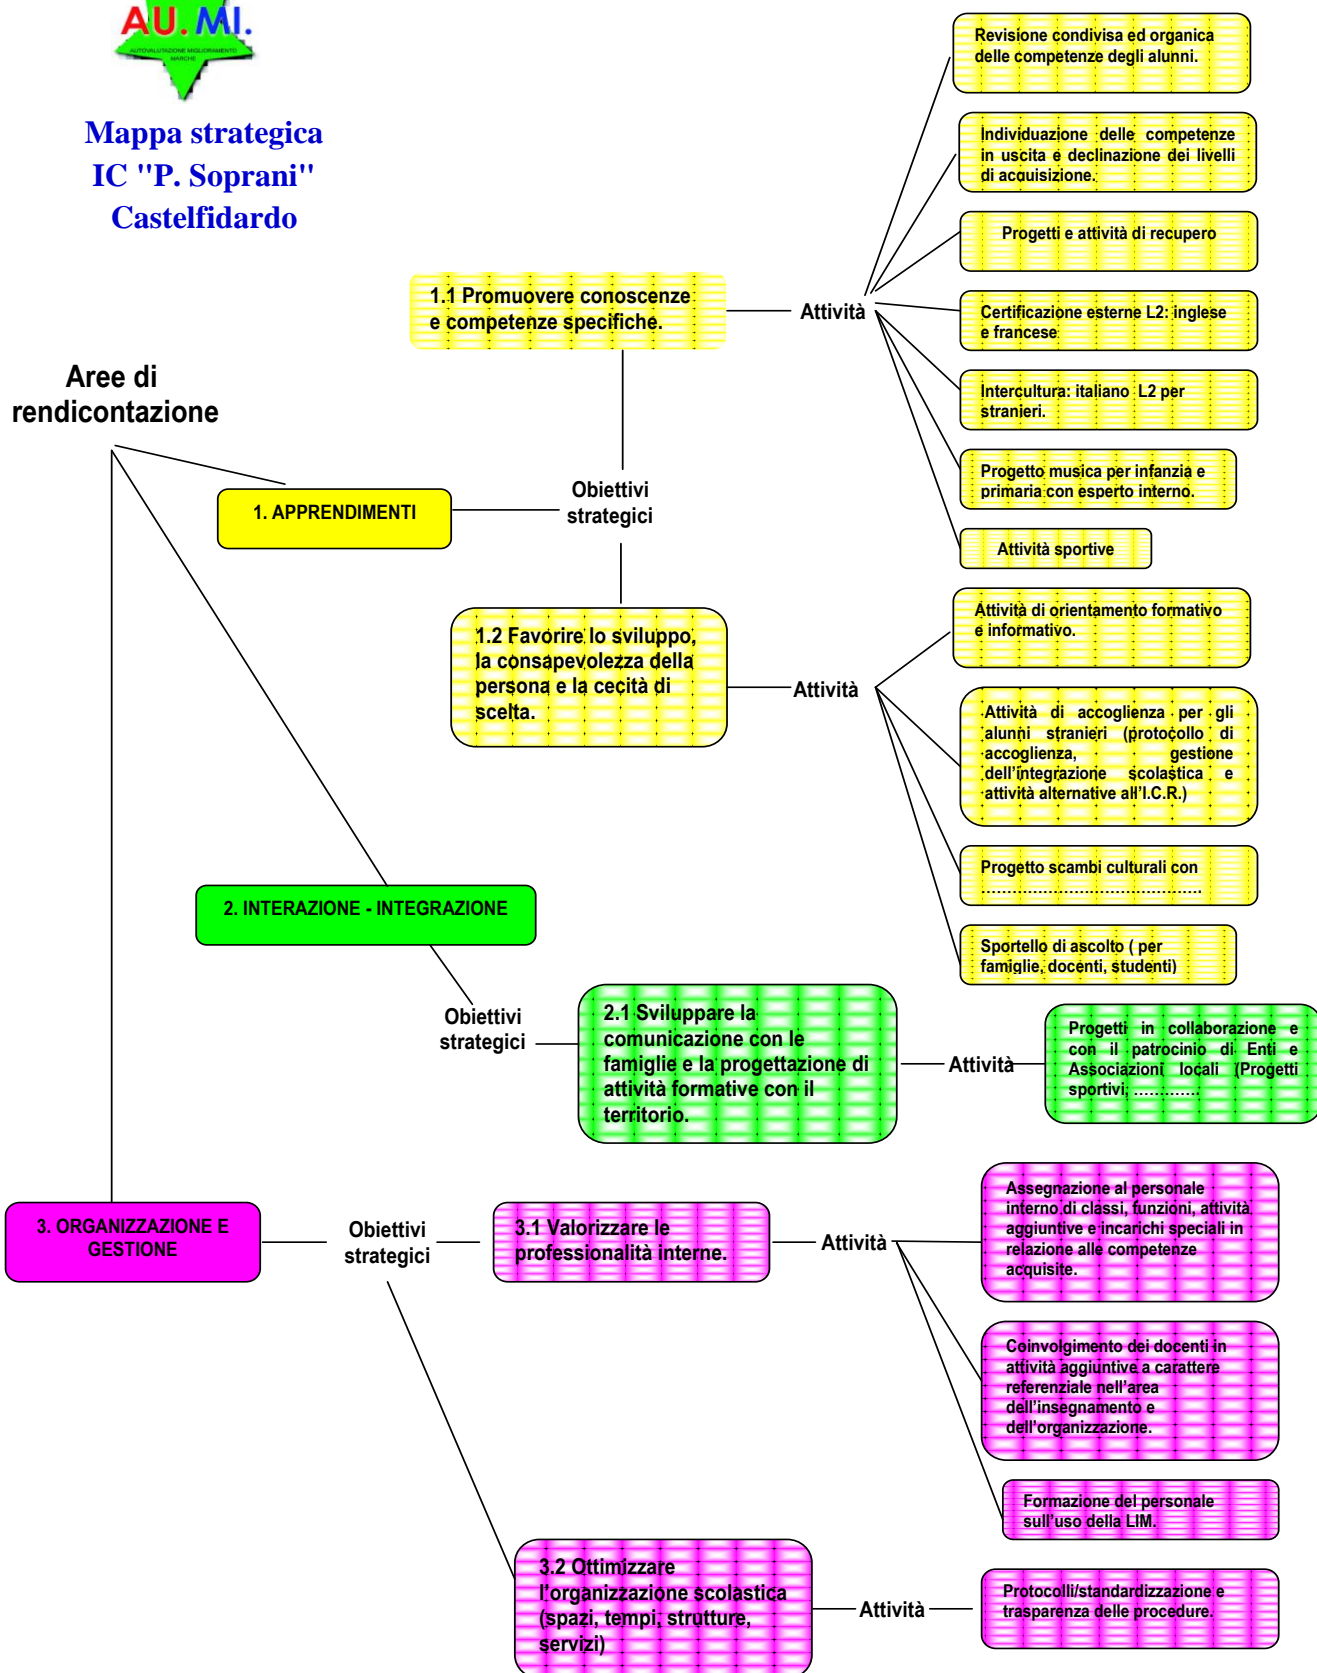 AU. MI.
AUTOVALUTAZIONE MIGLIORAMENTO
MARCHE
Mappa strategica
IC "P. Soprani"
Castelfidardo
Aree di
rendicontazione
1. APPRENDIMENTI
Obiettivi
strategici
1.1 Promuovere conoscenze
e competenze specifiche.
Attività
Revisione condivisa ed organica
delle competenze degli alunni.
Individuazione delle competenze
in uscita e declinazione dei livelli
di acquisizione.
Progetti e attività di recupero
Certificazione esterne L2: inglese
e francese
Intercultura: italiano L2 per
stranieri.
Progetto musica per infanzia e
primaria con esperto interno.
Attività sportive
1.2 Favorire lo sviluppo,
la consapevolezza della
persona e la cecità di
scelta.
Attività
Attività di orientamento formativo
e informativo.
Attività di accoglienza per gli
alunni stranieri (protocollo di
accoglienza, gestione
dell'integrazione scolastica e
attività alternative all'I.C.R.)
Progetto scambi culturali con
……………………………………
Sportello di ascolto ( per
famiglie, docenti, studenti)
2. INTERAZIONE - INTEGRAZIONE
Obiettivi
strategici
2.1 Sviluppare la
comunicazione con le
famiglie e la progettazione di
attività formative con il
territorio.
Attività
Progetti in collaborazione e
con il patrocinio di Enti e
Associazioni locali (Progetti
sportivi, ………….
3. ORGANIZZAZIONE E
GESTIONE
Obiettivi
strategici
3.1 Valorizzare le
professionalità interne.
Attività
Assegnazione al personale
interno di classi, funzioni, attività
aggiuntive e incarichi speciali in
relazione alle competenze
acquisite.
Coinvolgimento dei docenti in
attività aggiuntive a carattere
referenziale nell'area
dell'insegnamento e
dell'organizzazione.
Formazione del personale
sull'uso della LIM.
3.2 Ottimizzare
l'organizzazione scolastica
(spazi, tempi, strutture,
servizi)
Attività
Protocolli/standardizzazione e
trasparenza delle procedure.